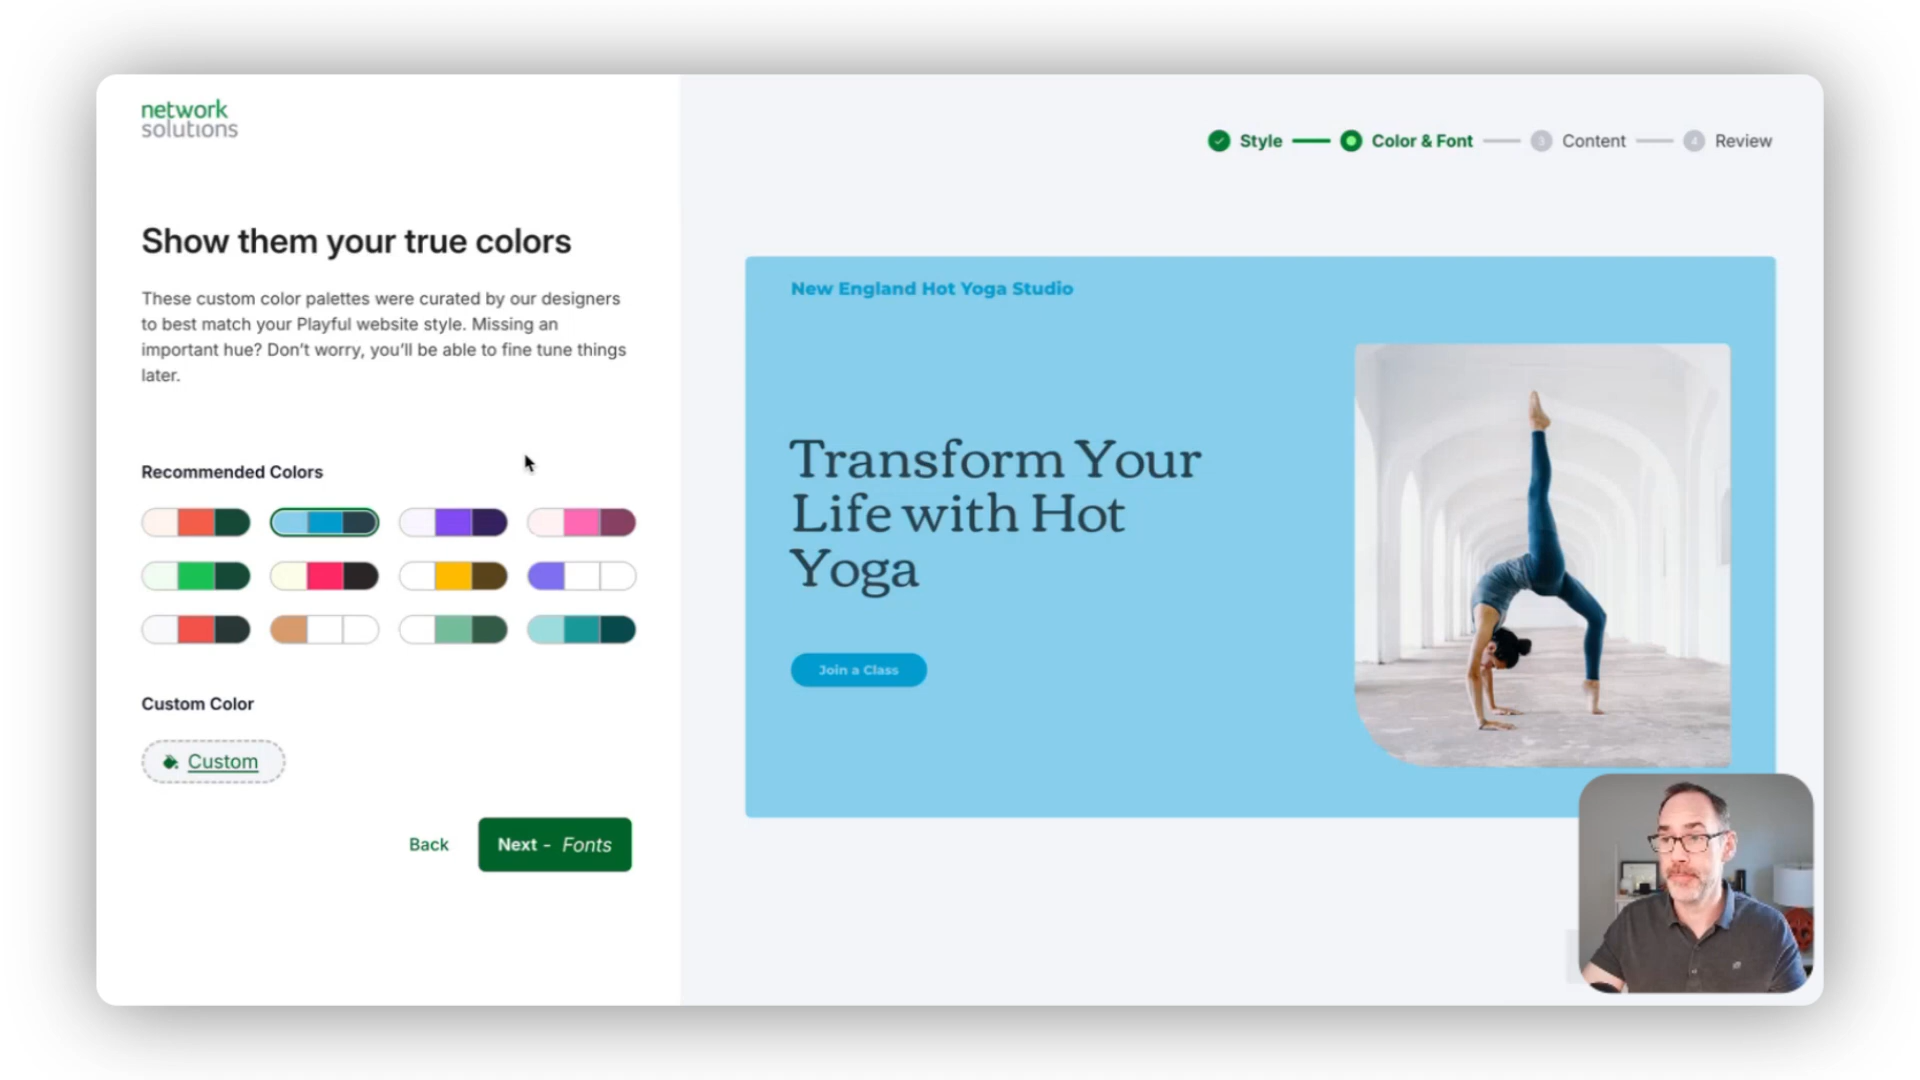 network
solutions
Style
Color & Font
3
Content
4
Review
Show them your true colors
These custom color palettes were curated by our designers
to best match your Playful website style. Missing an
important hue? Don’t worry, you’ll be able to fine tune things
later.
Recommended Colors
Custom Color
Custom
Back
Next - Fonts
New England Hot Yoga Studio
Transform Your
Life with Hot
Yoga
Join a Class